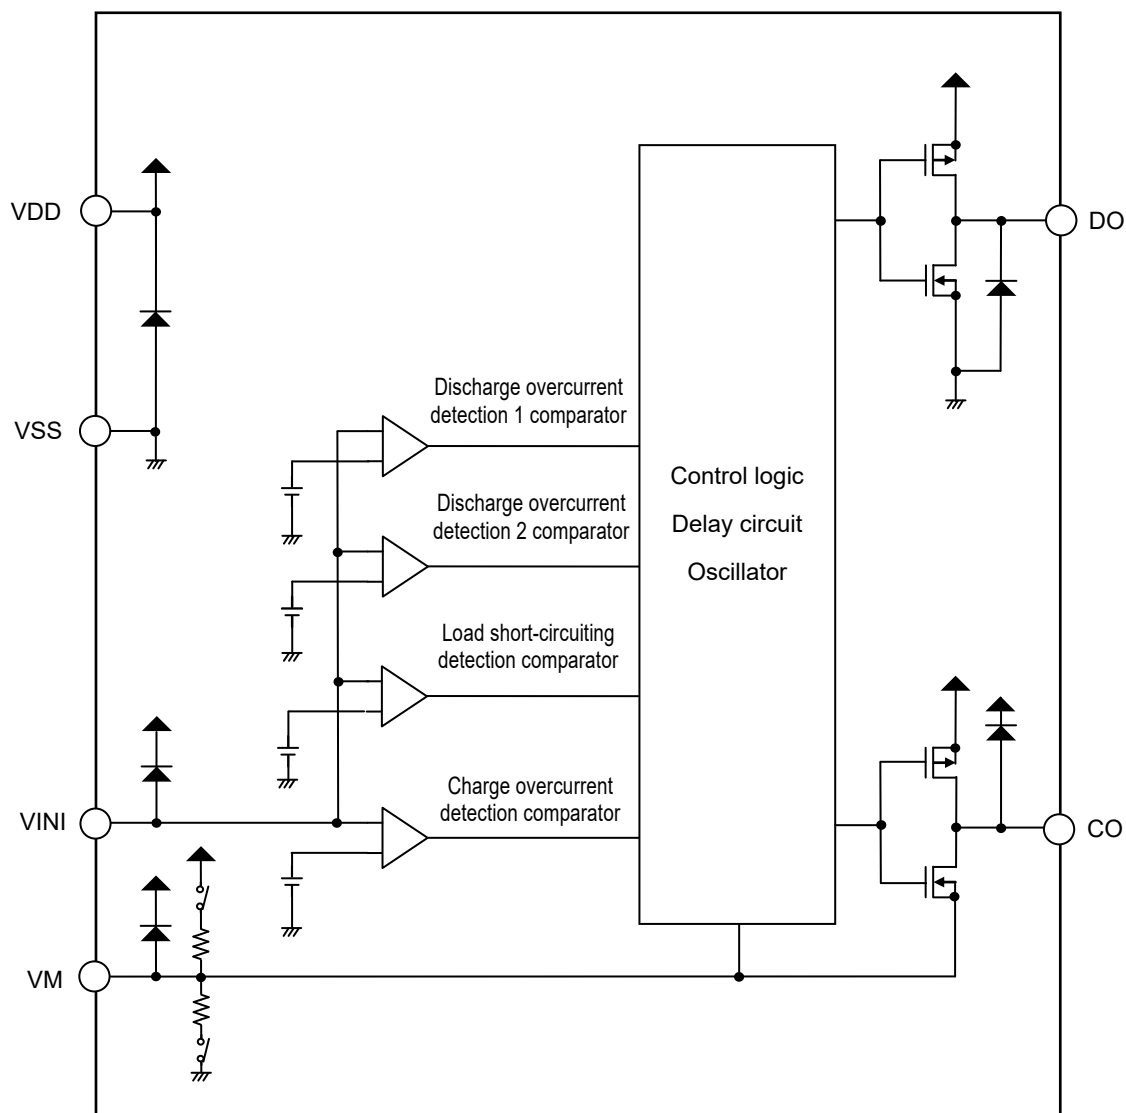 VDD
DO
VSS
Discharge overcurrent
detection 1 comparator
Discharge overcurrent
detection 2 comparator
Load short-circuiting
detection comparator
Charge overcurrent
detection comparator
Control logic
Delay circuit
Oscillator
VINI
CO
VM